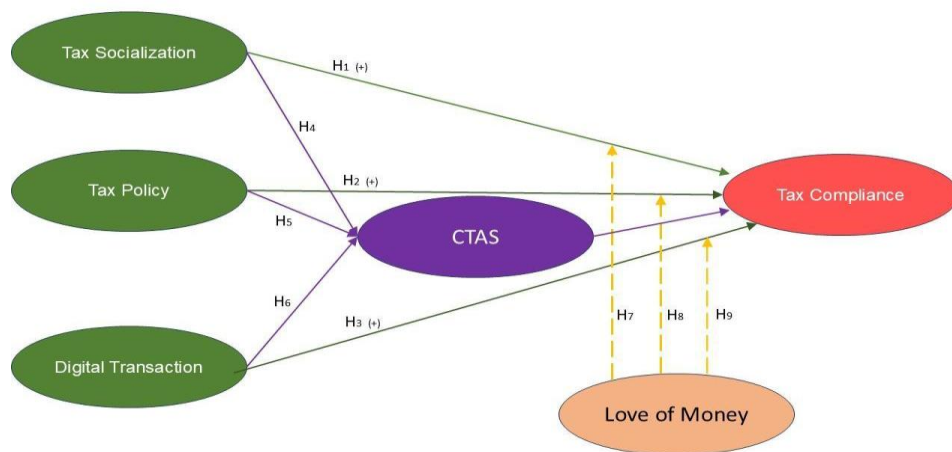 Tax Socialization
H1 (+)
H4
Tax Policy
H2 (+)
Tax Compliance
H5
CTAS
H6
H3 (+)
H7
H8
H9
Digital Transaction
Love of Money